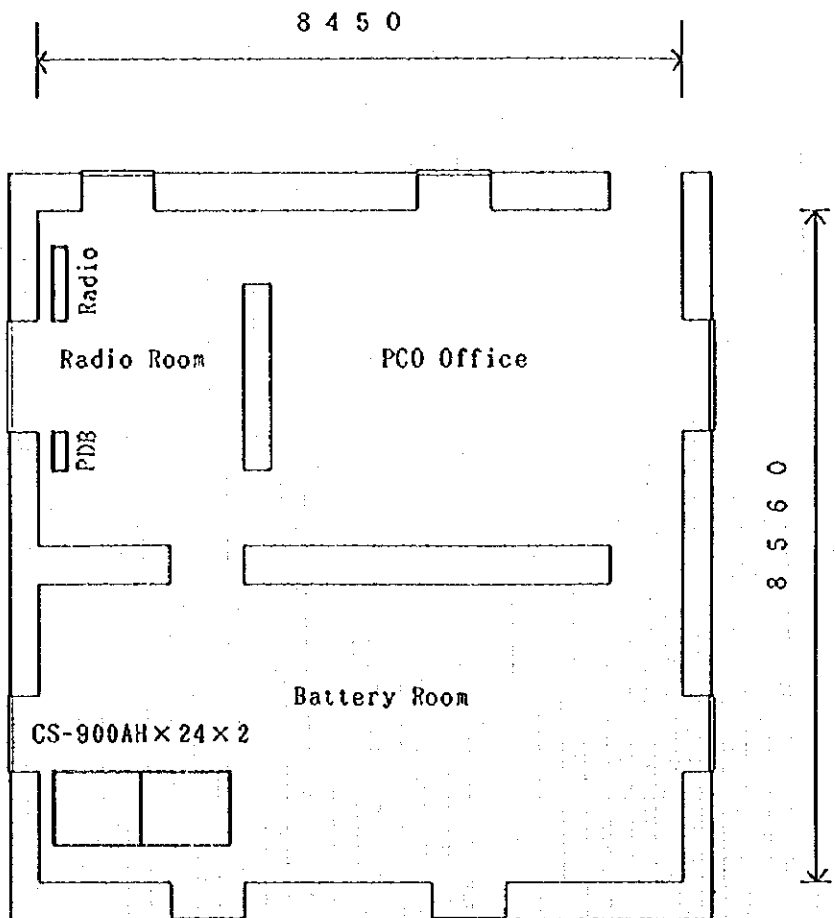 8450
Radio
Radio Room
PCO Office
PDB
8560
Battery Room
CS-900AH×24×2